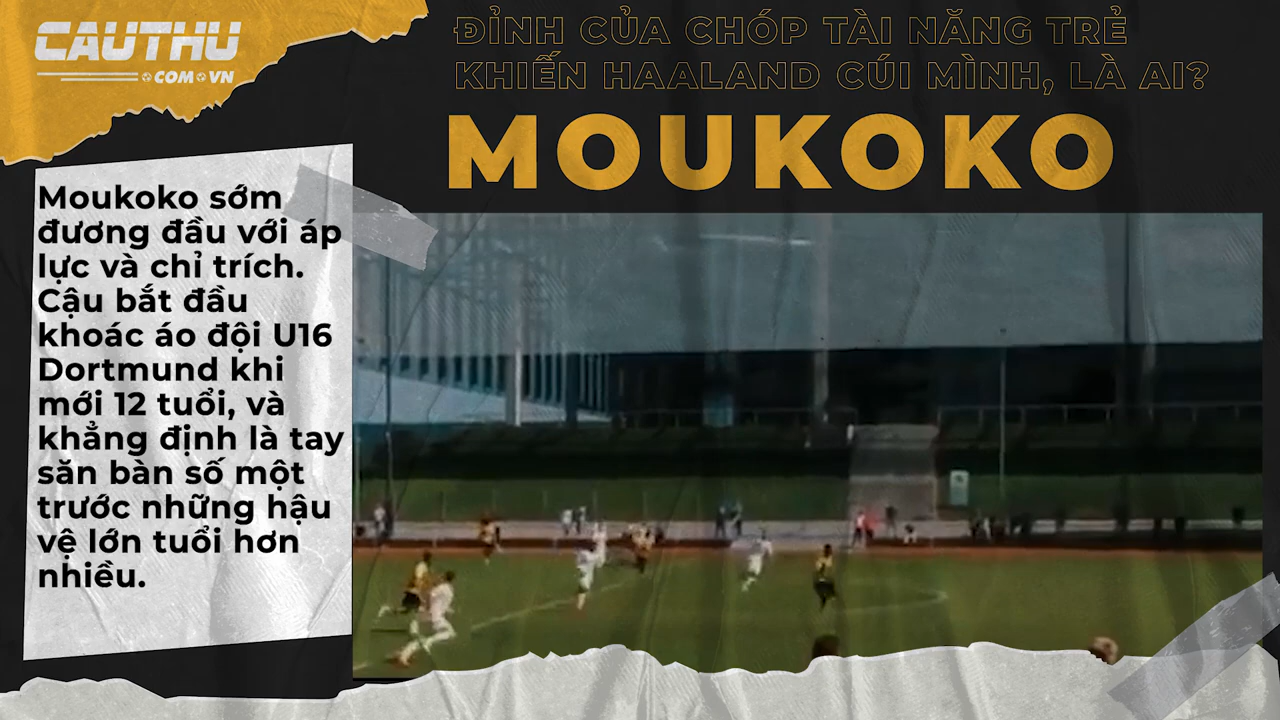 CAUTHU
COM.VN
ĐỈNH CỦA CHÓP TÀI NĂNG TRẺ
KHIẾN HAALAND CÚI MÌNH, LÀ AI?
MOUKOKO
Moukoko sớm
đương đầu với áp
lực và chỉ trích.
Cậu bắt đầu
khoác áo đội U16
Dortmund khi
mới 12 tuổi, và
khẳng định là tay
săn bàn số một
trước những hậu
vệ lớn tuổi hơn
nhiều.